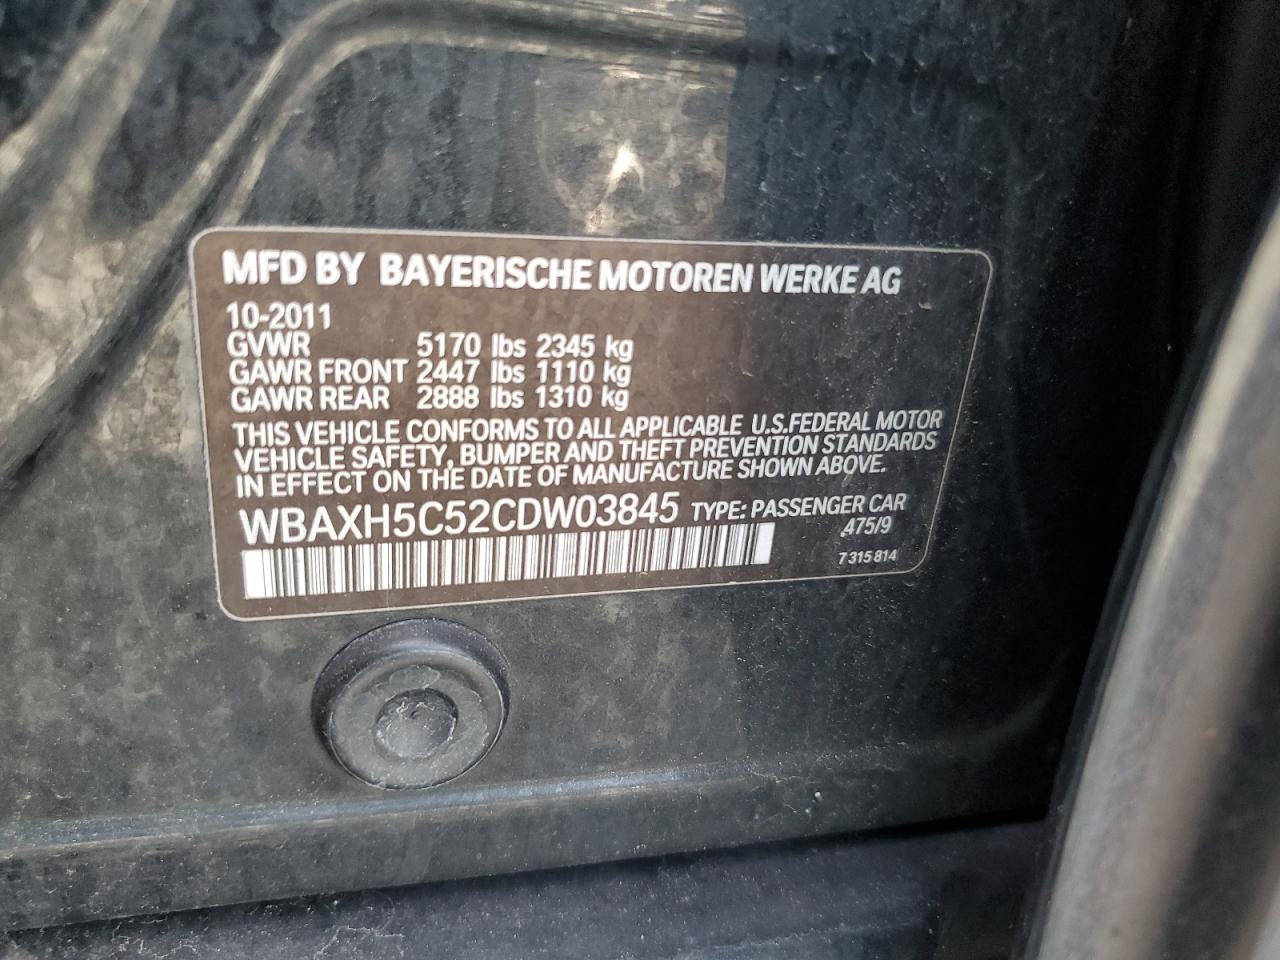 MFD BY BAYERISCHE MOTOREN WERKE AG
10-2011
GVWR 5170 lbs 2345 kg
GAWR FRONT 2447 lbs 1110 kg
GAWR REAR 2888 lbs 1310 kg
THIS VEHICLE CONFORMS TO ALL APPLICABLE U.S.FEDERAL MOTOR
VEHICLE SAFETY, BUMPER AND THEFT PREVENTION STANDARDS
IN EFFECT ON THE DATE OF MANUFACTURE SHOWN ABOVE.
WBAXH5C52CDW03845 TYPE: PASSENGER CAR
475/9
7 315 814